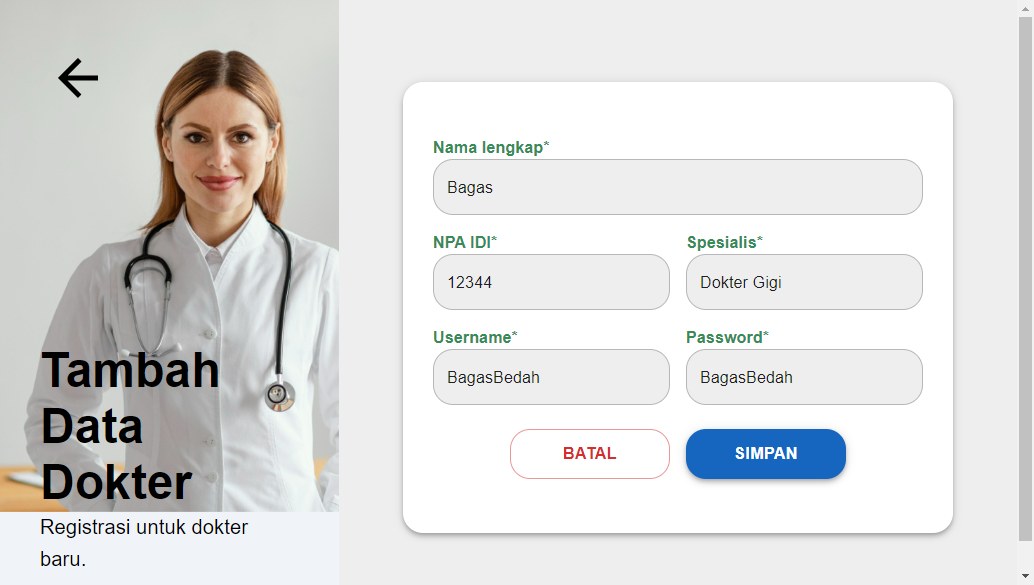 Tambah
Data
Dokter
Registrasi untuk dokter
baru.
Nama lengkap*
Bagas
NPA IDI* Spesialis*
12344 Dokter Gigi
Username* Password*
BagasBedah BagasBedah
BATAL SIMPAN